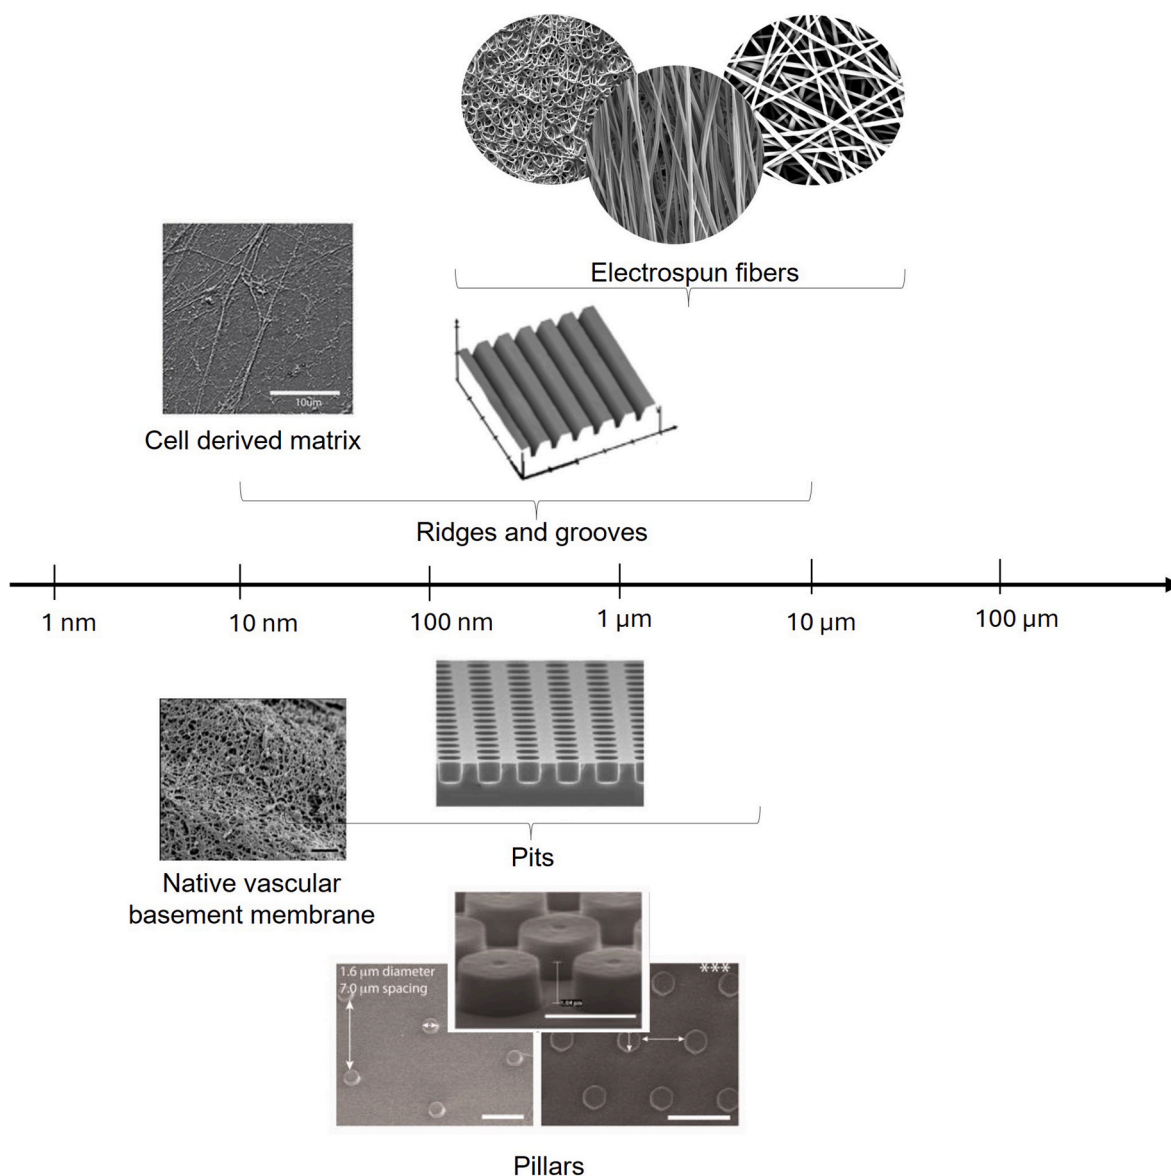 Electrospun fibers
10um
Cell derived matrix
Ridges and grooves
1 nm
10 nm
100 nm
1 µm
10 µm
100 µm
Pits
Native vascular
basement membrane
1.6 µm diameter
7.0 µm spacing
***
Pillars